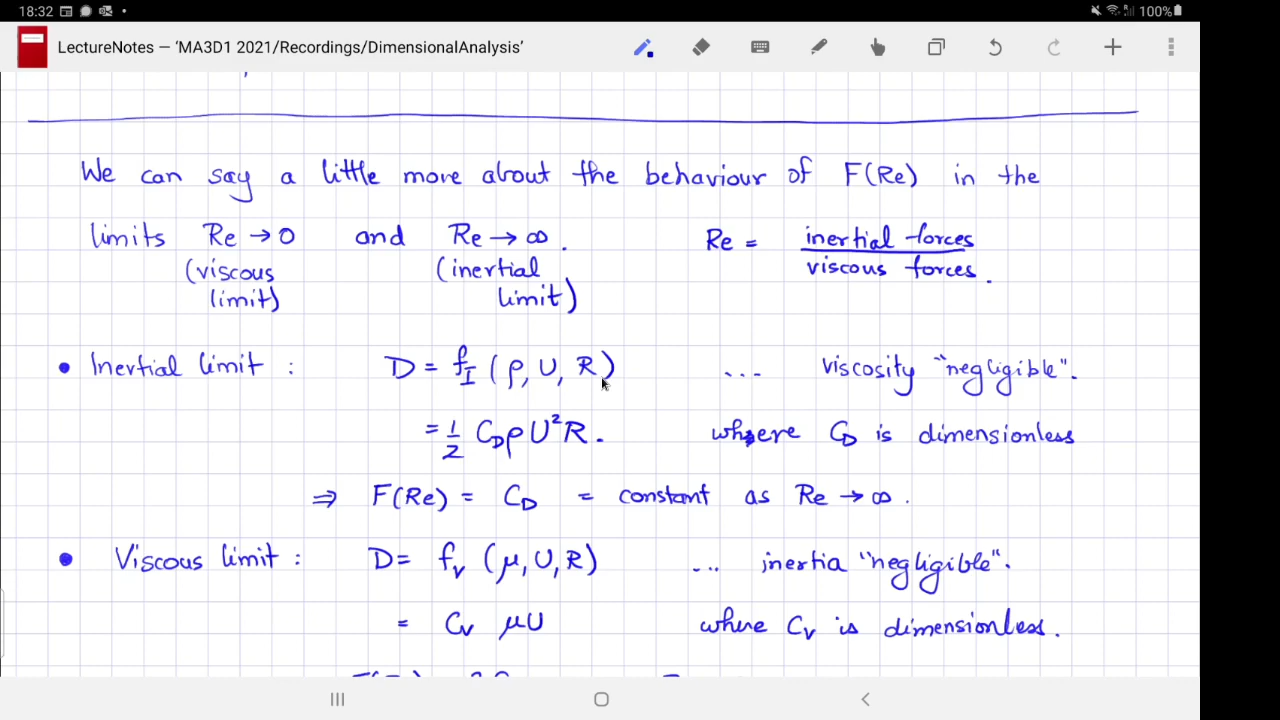 18:32
100%
LectureNotes — 'MA3D1 2021/Recordings/DimensionalAnalysis'
We can say a little more about the behaviour of F(Re) in the
limits Re → 0 and Re → ∞. Re = inertial forces
(viscous (inertial viscous forces.
limit) limit)
• Inertial limit : D = f_I (ρ, U, R) ... viscosity "negligible".
= 1/2 C_D ρ U² R. where C_D is dimensionless
⇒ F(Re) = C_D = constant as Re → ∞.
• Viscous limit : D = f_v (μ, U, R) ... inertia "negligible".
= C_v μU where C_v is dimensionless.